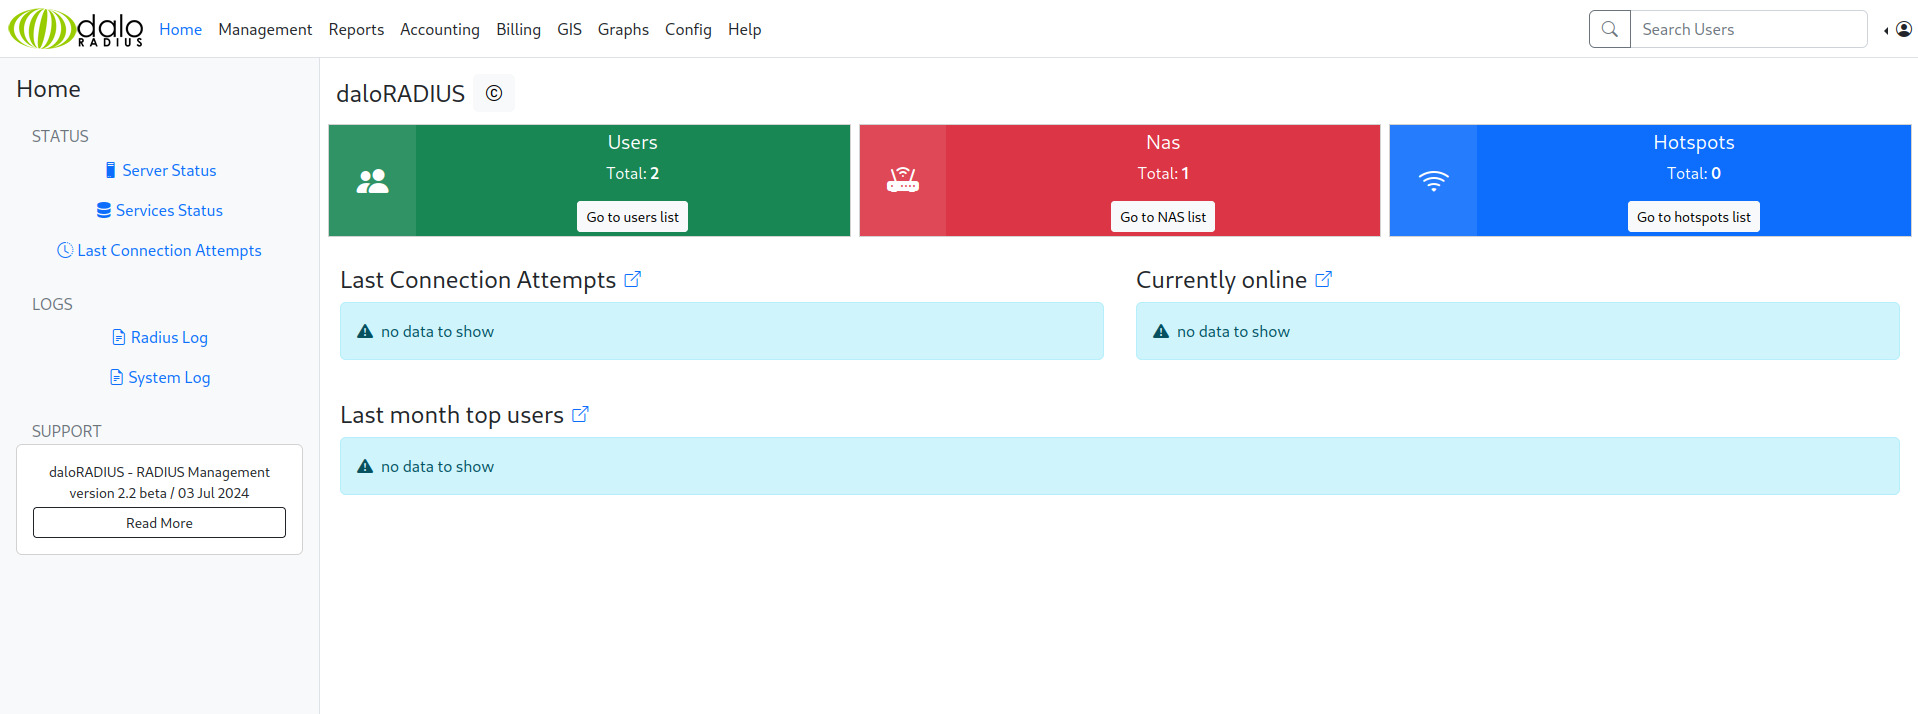 dalo
RADIUS
Home Management Reports Accounting Billing GIS Graphs Config Help
Search Users
Home
STATUS
Server Status
Services Status
Last Connection Attempts
LOGS
Radius Log
System Log
SUPPORT
daloRADIUS - RADIUS Management
version 2.2 beta / 03 Jul 2024
Read More
daloRADIUS ©
Users
Total: 2
Go to users list
Nas
Total: 1
Go to NAS list
Hotspots
Total: 0
Go to hotspots list
Last Connection Attempts
no data to show
Currently online
no data to show
Last month top users
no data to show